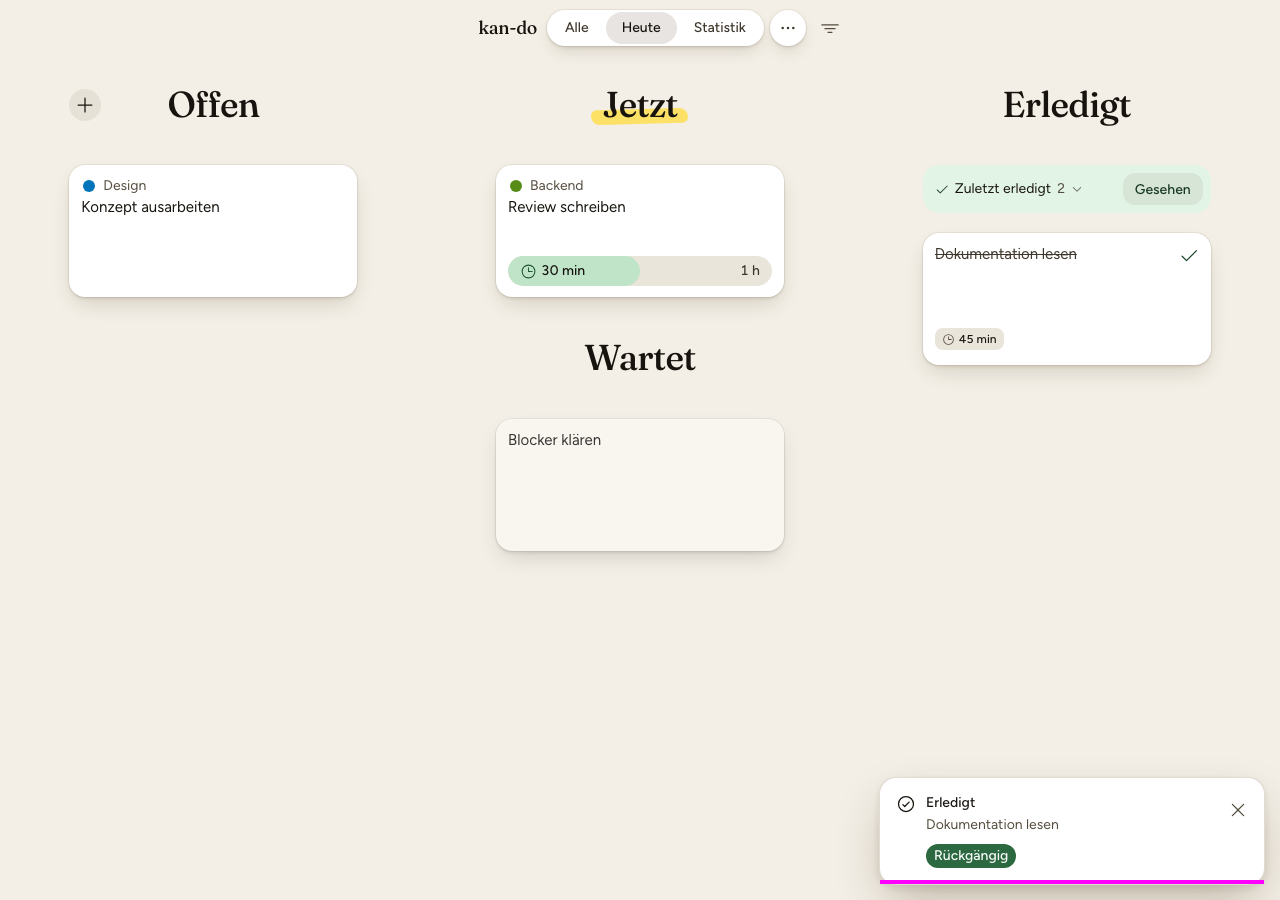 kan-do Alle Heute Statistik
Offen
Design
Konzept ausarbeiten
Jetzt
Backend
Review schreiben
30 min 1 h
Wartet
Blocker klären
Erledigt
Zuletzt erledigt 2 Gesehen
Dokumentation lesen
45 min
Erledigt
Dokumentation lesen
Rückgängig